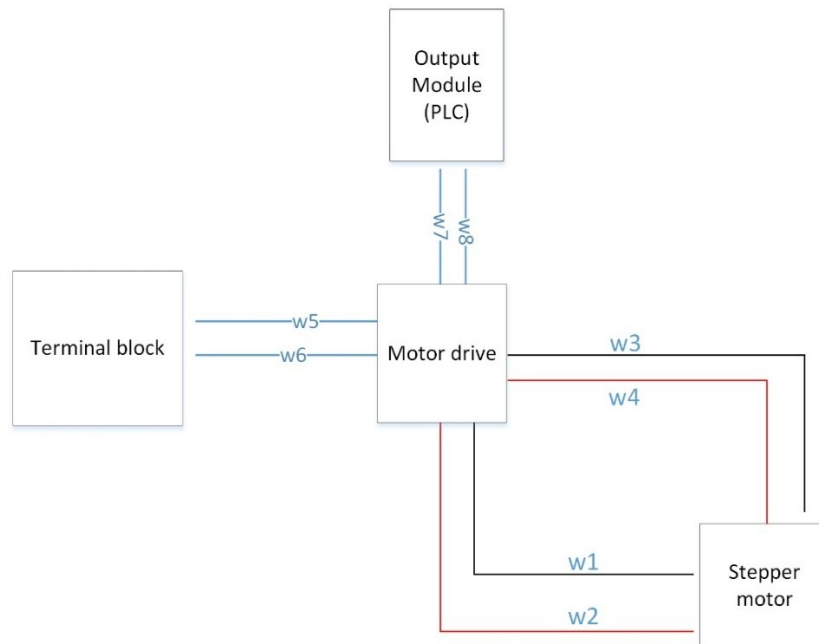 Output
Module
(PLC)
w7
w8
Terminal block
w5
w6
Motor drive
w3
w4
w1
w2
Stepper
motor